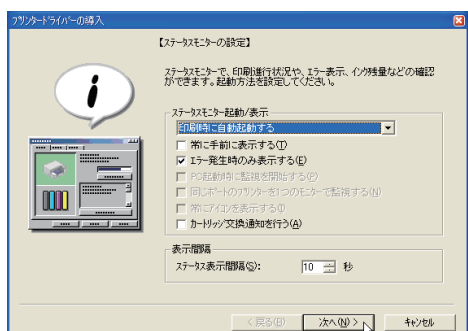 プリンタードライバーの導入
【ステータスモニターの設定】
ステータスモニターで、印刷進行状況や、エラー表示、インク残量などの確認
ができます。起動方法を設定してください。
ステータスモニター起動/表示
印刷時に自動起動する
常に手前に表示する(T)
エラー発生時のみ表示する(E)
PC起動時に監視を開始する(P)
同じポートのプリンターを1つのモニターで監視する(N)
常にアイコンを表示する(I)
カートリッジ交換通知を行う(A)
表示間隔
ステータス表示間隔(S): 10 秒
< 戻る(B) 次へ(N) > キャンセル